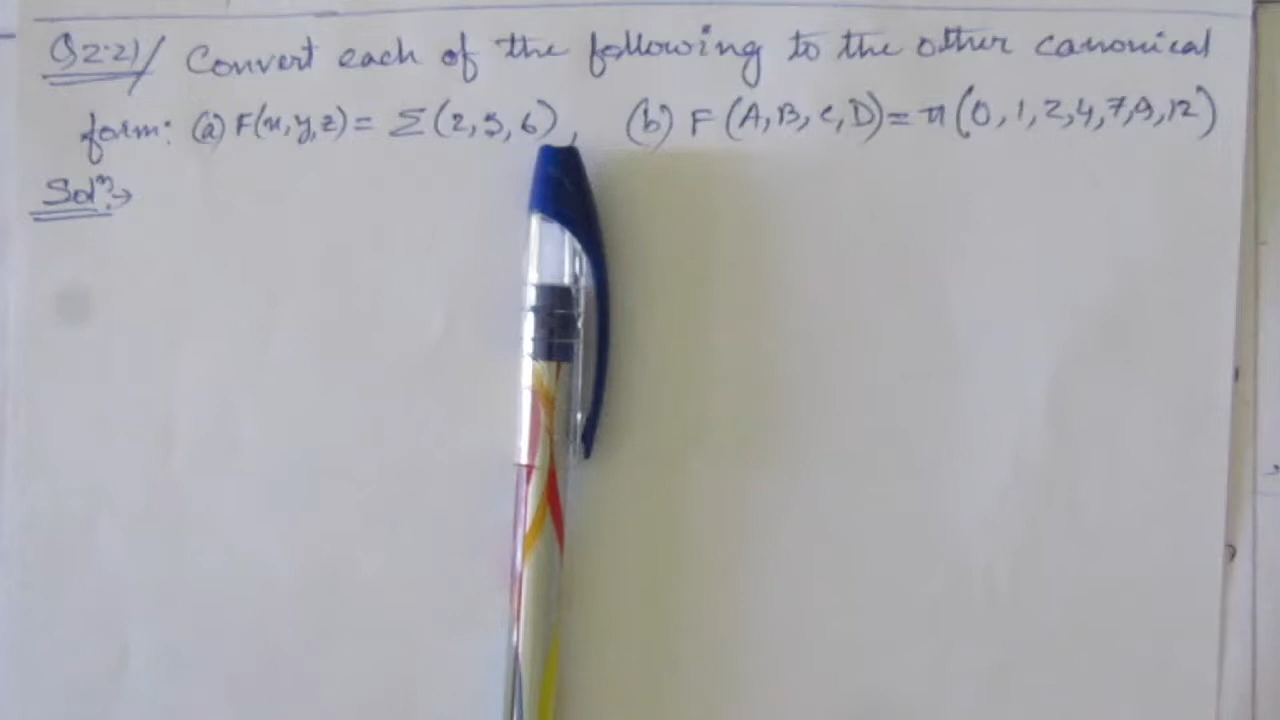 Q2.21/ Convert each of the following to the other canonical
form: (a) F(x,y,z) = Σ(2,5,6), (b) F(A,B,C,D) = π(0,1,2,4,7,9,12)
Solⁿ:→